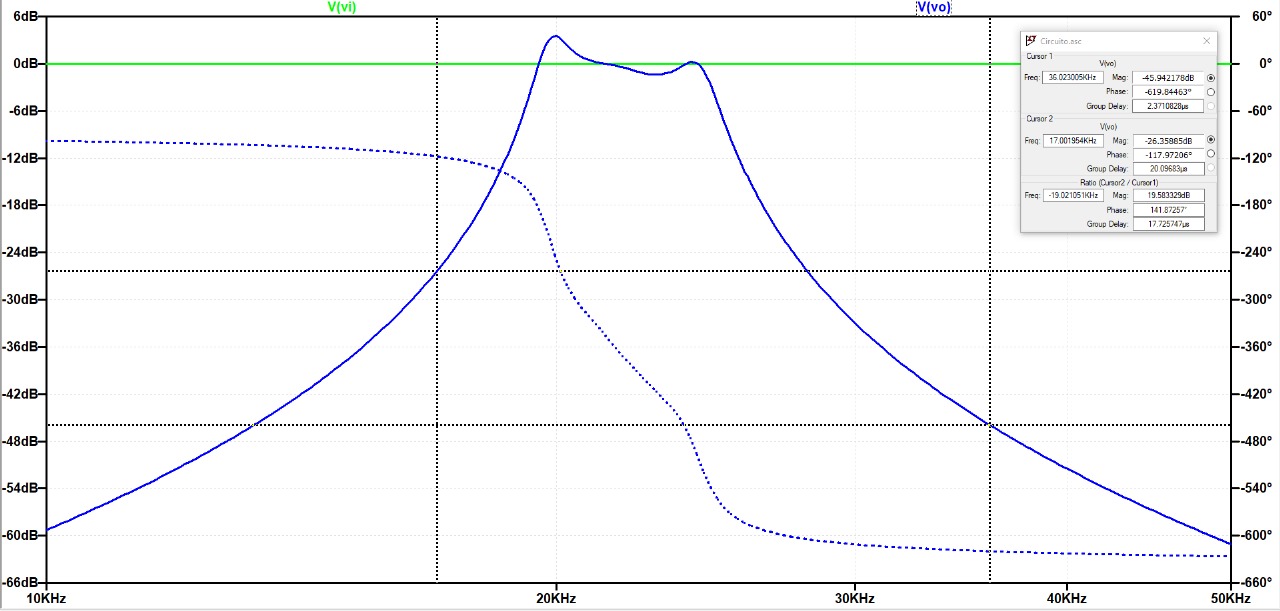 V(vi) V(vo)
6dB 60°
0dB 0°
-6dB -60°
-12dB -120°
-18dB -180°
-24dB -240°
-30dB -300°
-36dB -360°
-42dB -420°
-48dB -480°
-54dB -540°
-60dB -600°
-66dB -660°
10KHz 20KHz 30KHz 40KHz 50KHz
Circuito.asc
Cursor 1
V(vo)
Freq: 36.023005KHz Mag: -45.942178dB
Phase: -619.84463°
Group Delay: 2.3710828µs
Cursor 2
V(vo)
Freq: 17.001954KHz Mag: -26.35885dB
Phase: -117.97206°
Group Delay: 20.09683µs
Ratio (Cursor2 / Cursor1)
Freq: -19.021051KHz Mag: 19.583329dB
Phase: 141.87257°
Group Delay: 17.725747µs